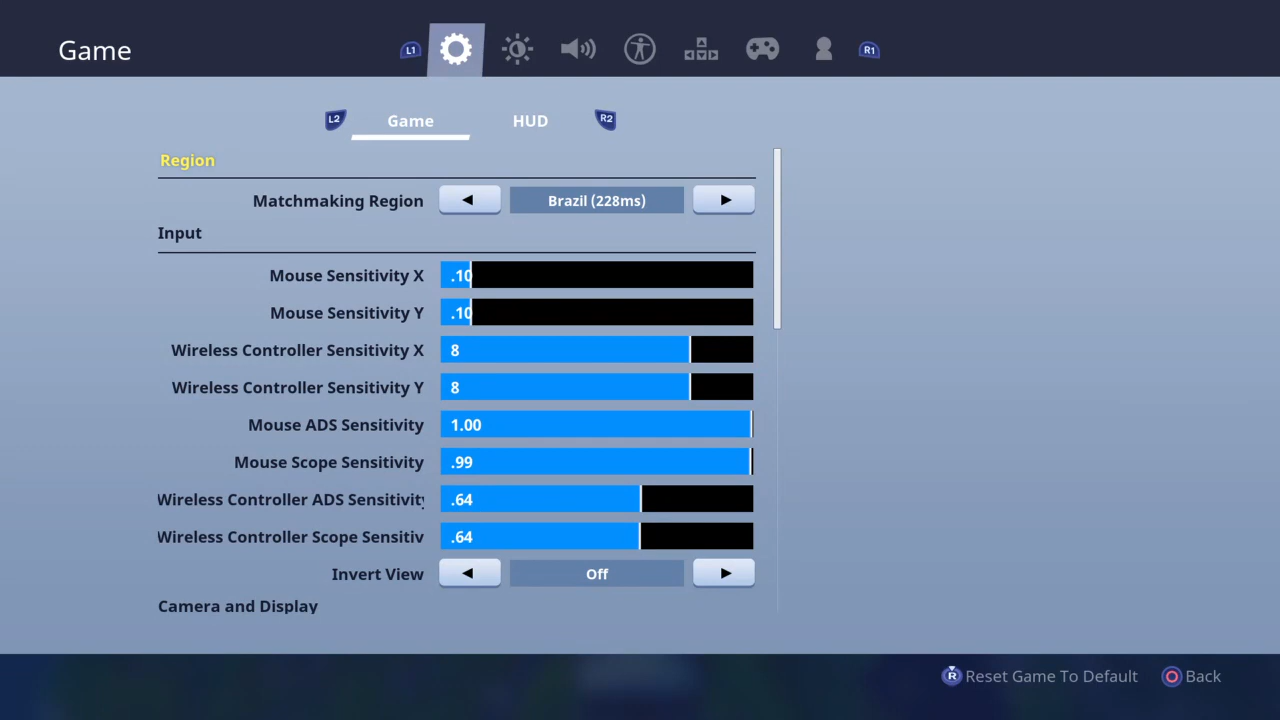 Game
L1
R1
L2
Game
HUD
R2
Region
Matchmaking Region
Brazil (228ms)
Input
Mouse Sensitivity X
.10
Mouse Sensitivity Y
.10
Wireless Controller Sensitivity X
8
Wireless Controller Sensitivity Y
8
Mouse ADS Sensitivity
1.00
Mouse Scope Sensitivity
.99
Wireless Controller ADS Sensitivity
.64
Wireless Controller Scope Sensitiv
.64
Invert View
Off
Camera and Display
R Reset Game To Default
Back